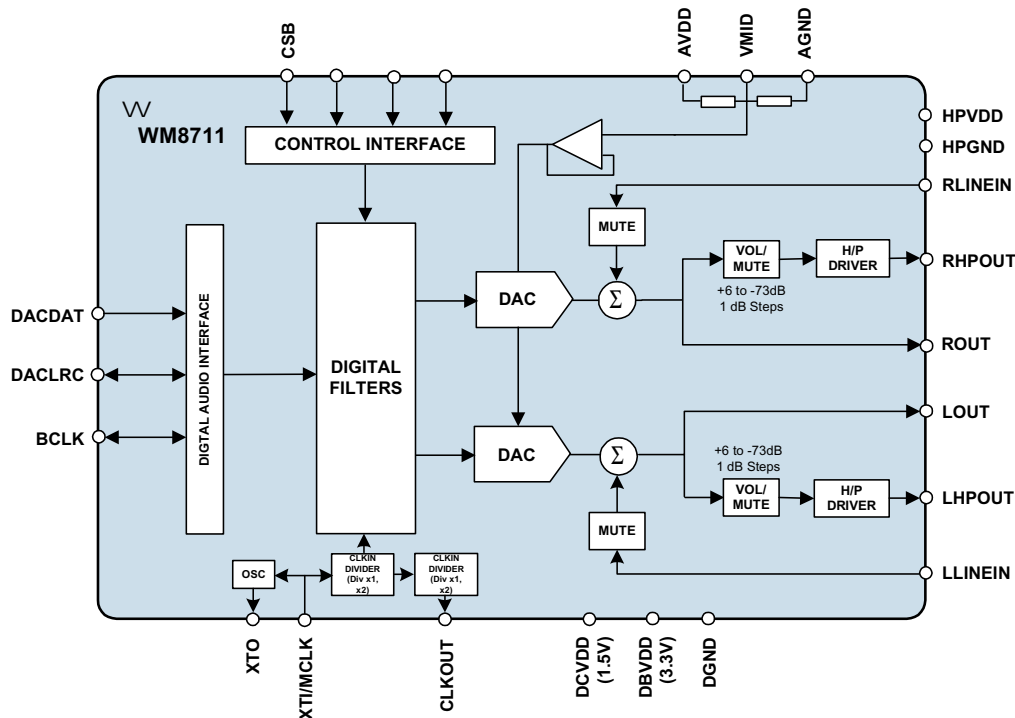 CSB
AVDD
VMID
AGND
WM8711
CONTROL INTERFACE
HPVDD
HPGND
RLINEIN
MUTE
VOL/
MUTE
H/P
DRIVER
RHPOUT
+6 to -73dB
1 dB Steps
DAC
Σ
ROUT
DACDAT
DACLRC
BCLK
DIGTAL AUDIO INTERFACE
DIGITAL
FILTERS
LOUT
DAC
Σ
+6 to -73dB
1 dB Steps
VOL/
MUTE
H/P
DRIVER
LHPOUT
MUTE
LLINEIN
OSC
CLKIN
DIVIDER
(Div x1,
x2)
CLKIN
DIVIDER
(Div x1,
x2)
XTO
XTI/MCLK
CLKOUT
DCVDD
(1.5V)
DBVDD
(3.3V)
DGND